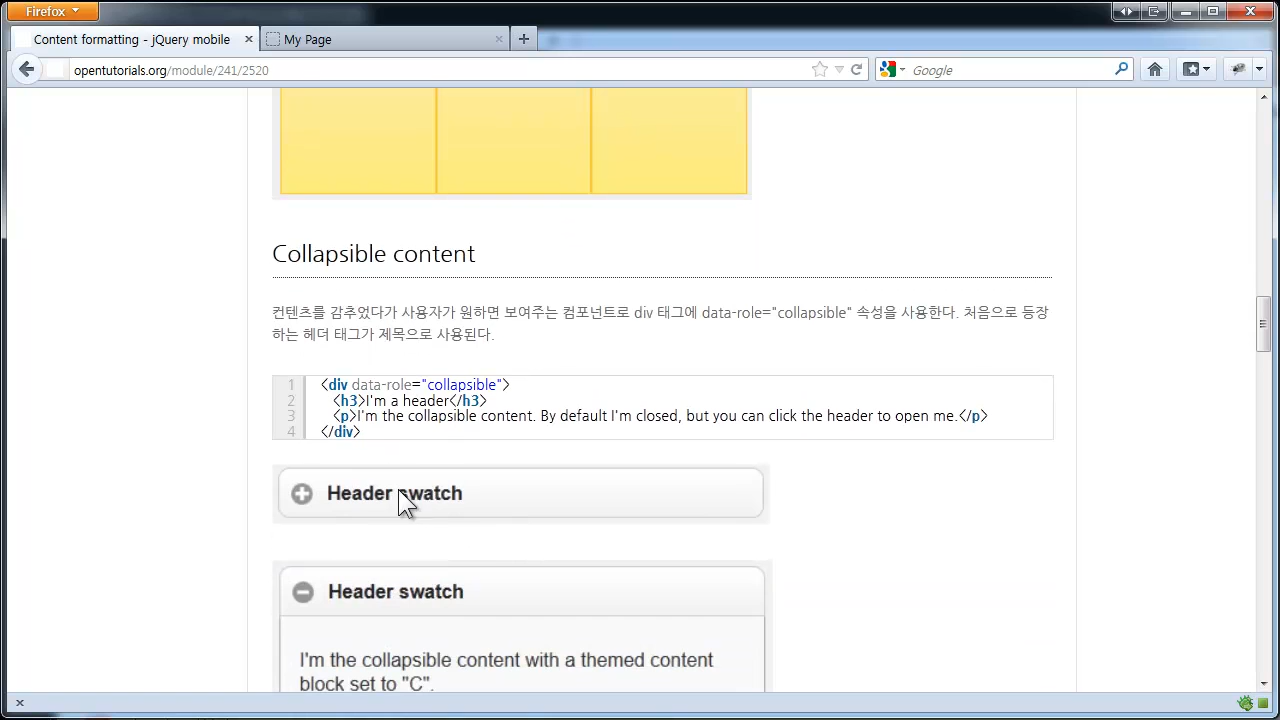 Firefox
Content formatting - jQuery mobile
My Page
opentutorials.org/module/241/2520
Google
Collapsible content
컨텐츠를 감추었다가 사용자가 원하면 보여주는 컴포넌트로 div 태그에 data-role="collapsible" 속성을 사용한다. 처음으로 등장
하는 헤더 태그가 제목으로 사용된다.
1 <div data-role="collapsible">
2 <h3>I'm a header</h3>
3 <p>I'm the collapsible content. By default I'm closed, but you can click the header to open me.</p>
4 </div>
Header swatch
Header swatch
I'm the collapsible content with a themed content
block set to "C".